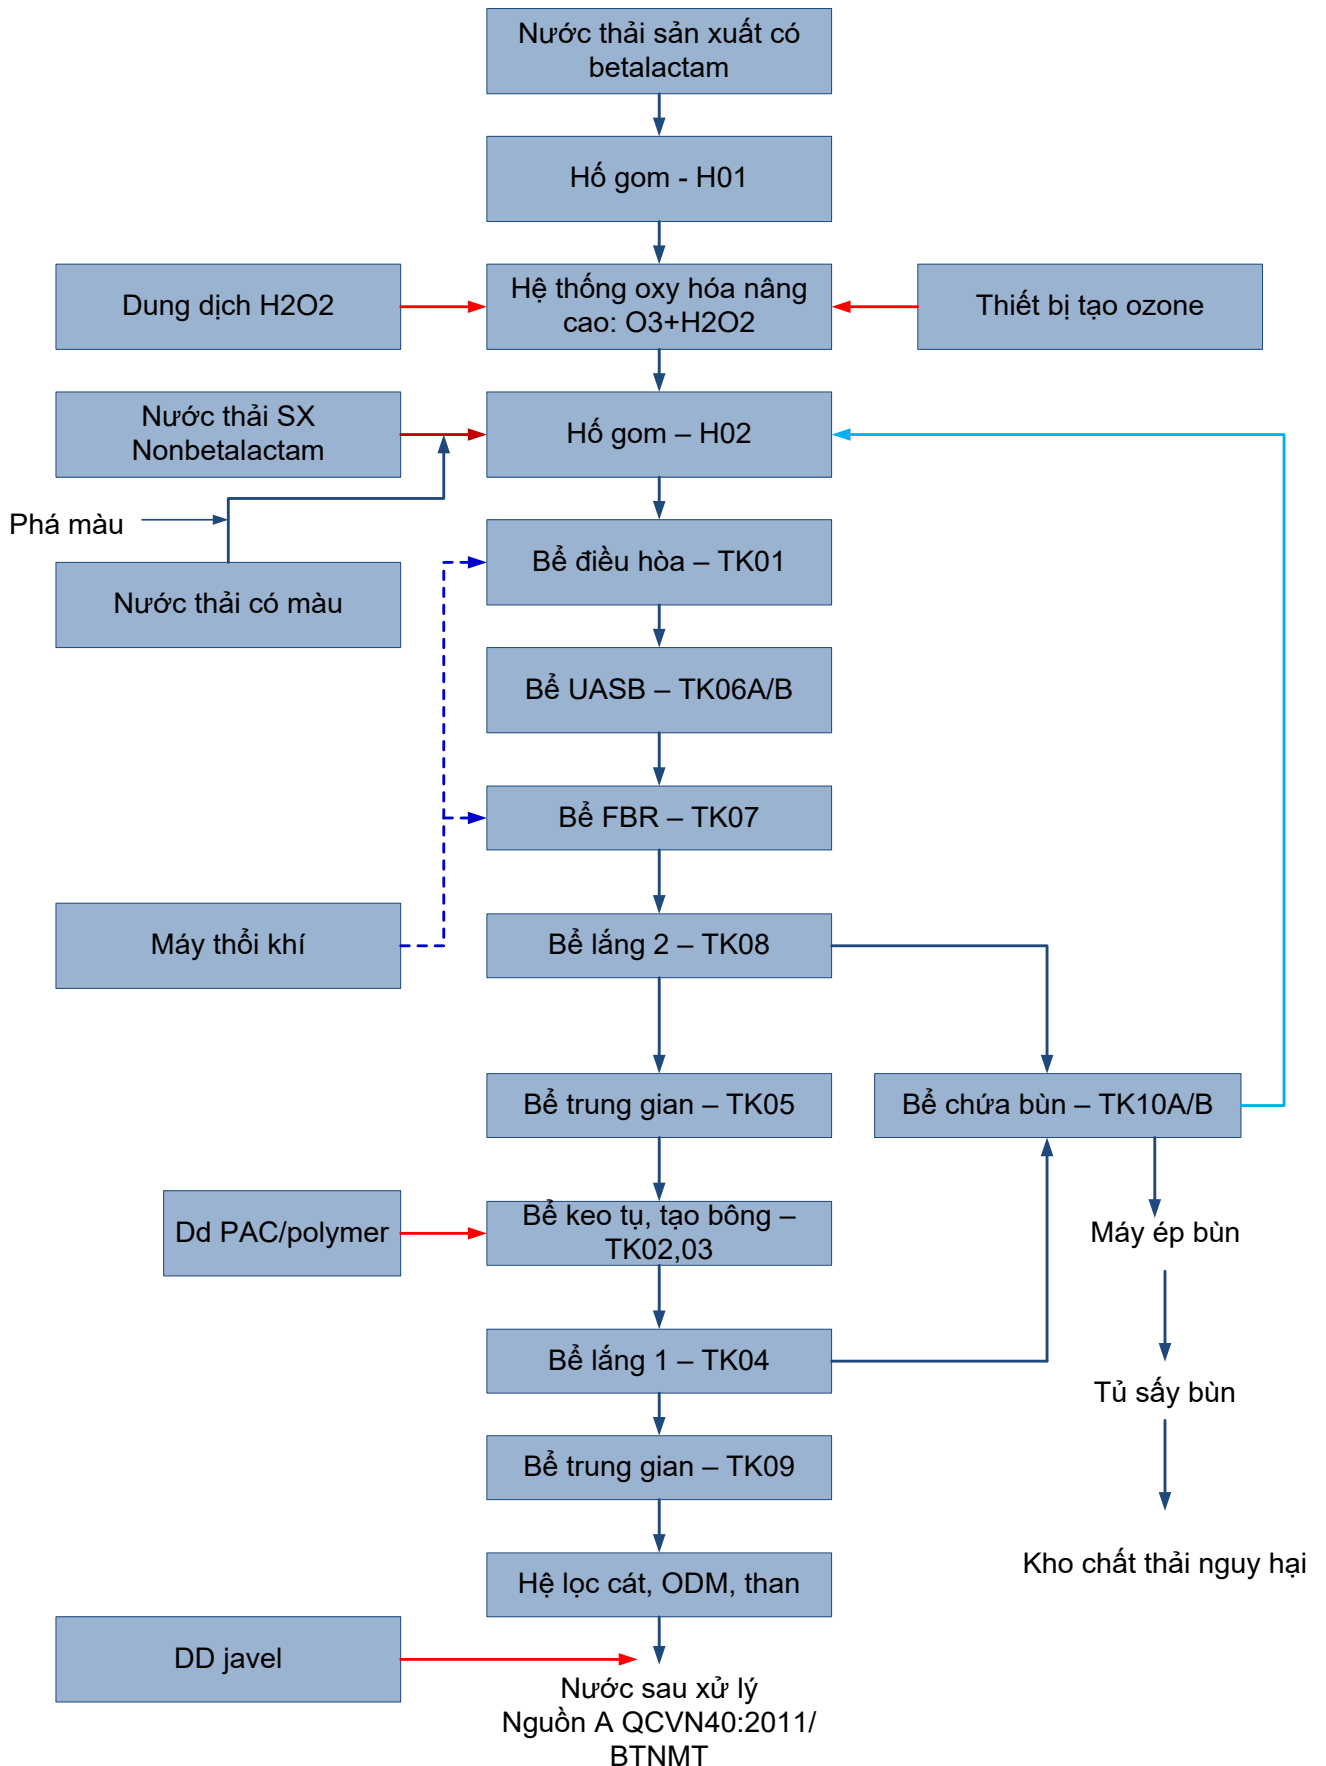 Nước thải sản xuất có
betalactam
Hố gom - H01
Dung dịch H2O2
Hệ thống oxy hóa nâng
cao: O3+H2O2
Thiết bị tạo ozone
Nước thải SX
Nonbetalactam
Hố gom – H02
Phá màu
Nước thải có màu
Bể điều hòa – TK01
Bể UASB – TK06A/B
Bể FBR – TK07
Máy thổi khí
Bể lắng 2 – TK08
Bể trung gian – TK05
Bể chứa bùn – TK10A/B
Dd PAC/polymer
Bể keo tụ, tạo bông –
TK02,03
Máy ép bùn
Bể lắng 1 – TK04
Tủ sấy bùn
Bể trung gian – TK09
Kho chất thải nguy hại
Hệ lọc cát, ODM, than
DD javel
Nước sau xử lý
Nguồn A QCVN40:2011/
BTNMT